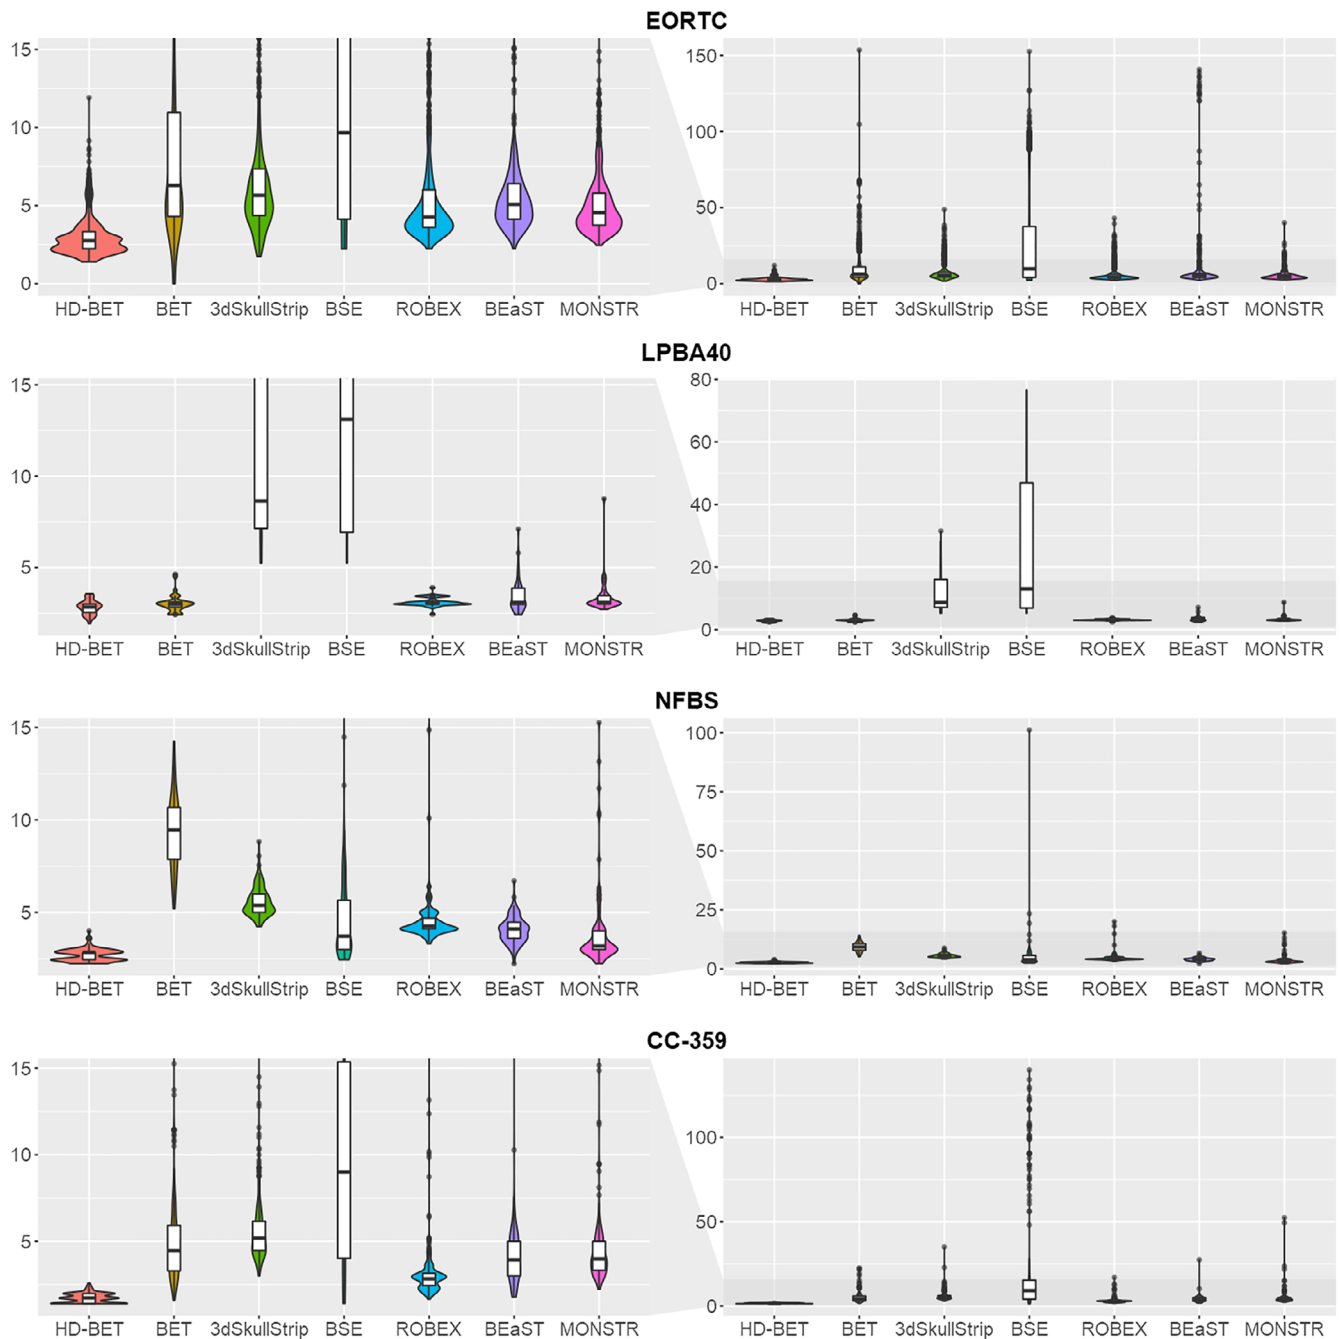 EORTC
15
10
5
0
HD-BET BET 3dSkullStrip BSE ROBEX BEaST MONSTR
150
100
50
0
HD-BET BET 3dSkullStrip BSE ROBEX BEaST MONSTR
LPBA40
15
10
5
HD-BET BET 3dSkullStrip BSE ROBEX BEaST MONSTR
80
60
40
20
0
HD-BET BET 3dSkullStrip BSE ROBEX BEaST MONSTR
NFBS
15
10
5
HD-BET BET 3dSkullStrip BSE ROBEX BEaST MONSTR
100
75
50
25
0
HD-BET BET 3dSkullStrip BSE ROBEX BEaST MONSTR
CC-359
15
10
5
HD-BET BET 3dSkullStrip BSE ROBEX BEaST MONSTR
100
50
0
HD-BET BET 3dSkullStrip BSE ROBEX BEaST MONSTR